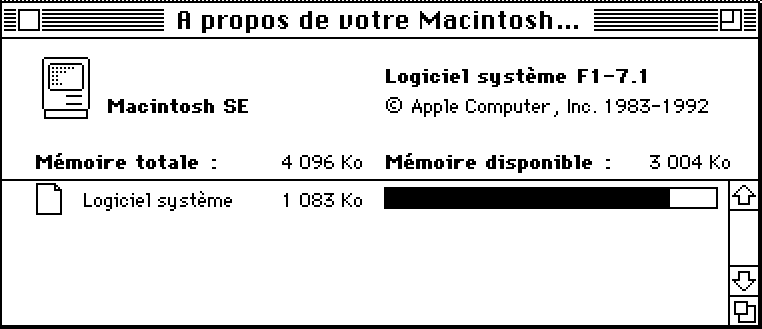 A propos de votre Macintosh...
Logiciel système F1-7.1
Macintosh SE
© Apple Computer, Inc. 1983-1992
Mémoire totale : 4 096 Ko Mémoire disponible : 3 004 Ko
Logiciel système 1 083 Ko